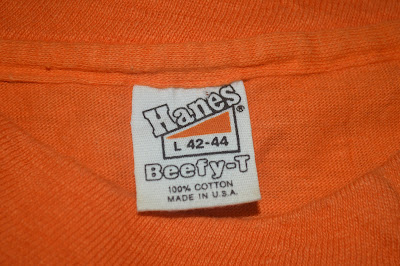 Hanes®
L 42-44
Beefy-T
100% COTTON
MADE IN U.S.A.